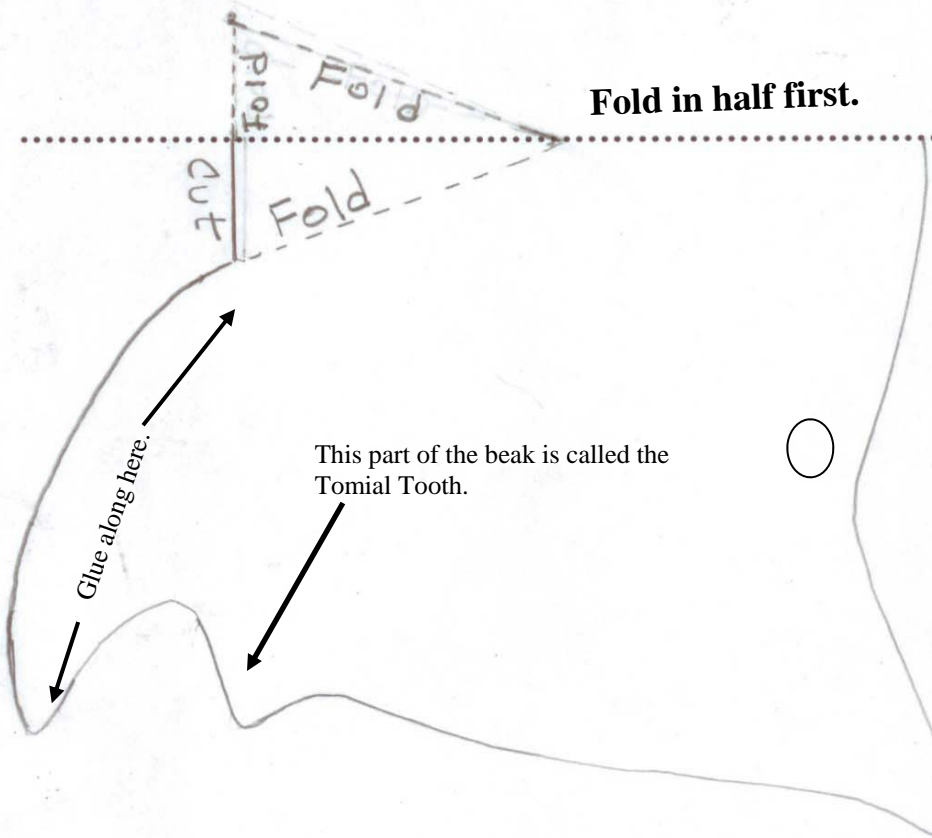 Fold
Fold
Fold in half first.
Cut
Fold
Glue along here.
This part of the beak is called the
Tomial Tooth.